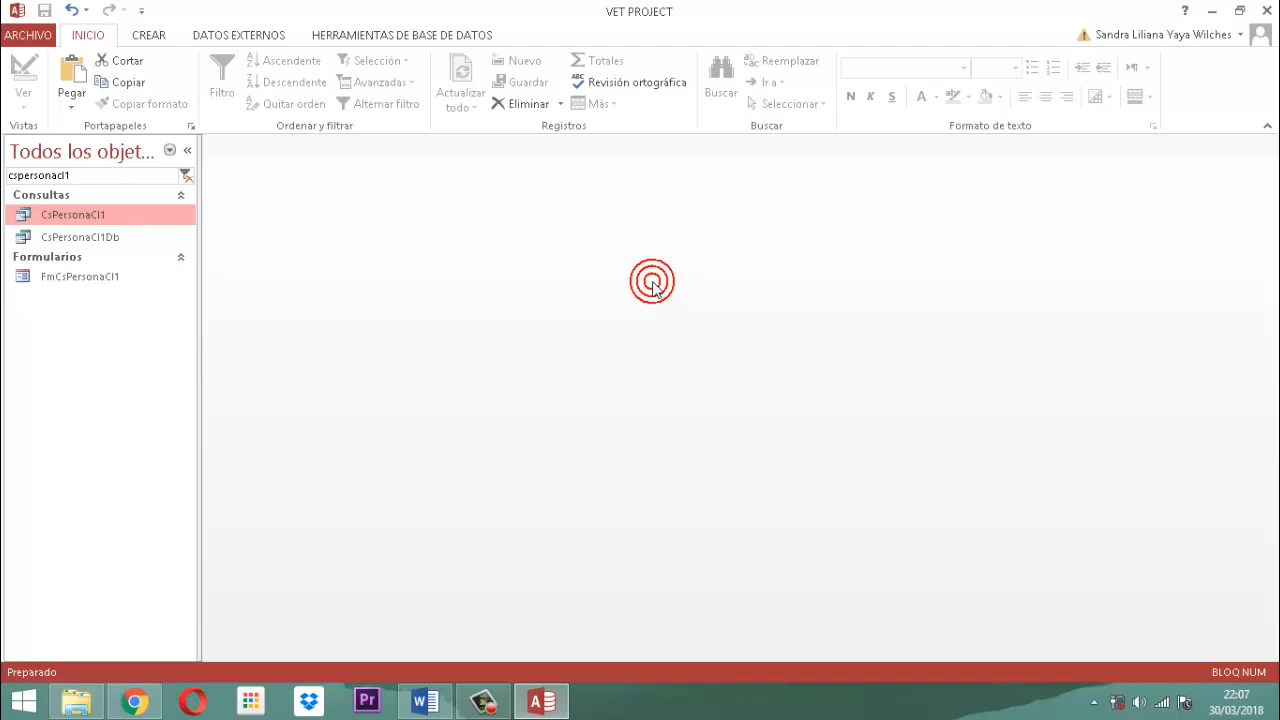 VET PROJECT
?
ARCHIVO INICIO CREAR DATOS EXTERNOS HERRAMIENTAS DE BASE DE DATOS Sandra Liliana Yaya Wilches
Ver
Vistas
Pegar
Cortar
Copiar
Copiar formato
Portapapeles
Filtro
Ascendente
Descendente
Quitar orden
Selección
Avanzadas
Alternar filtro
Ordenar y filtrar
Actualizar
todo
Nuevo
Guardar
Eliminar
Totales
Revisión ortográfica
Más
Registros
Buscar
Reemplazar
Ir a
Seleccionar
Buscar
N K S A
Formato de texto
Todos los objet...
cspersonacl1
Consultas
CsPersonaCl1
CsPersonaCl1Db
Formularios
FmCsPersonaCl1
Preparado
BLOQ NUM
Pr
22:07
30/03/2018